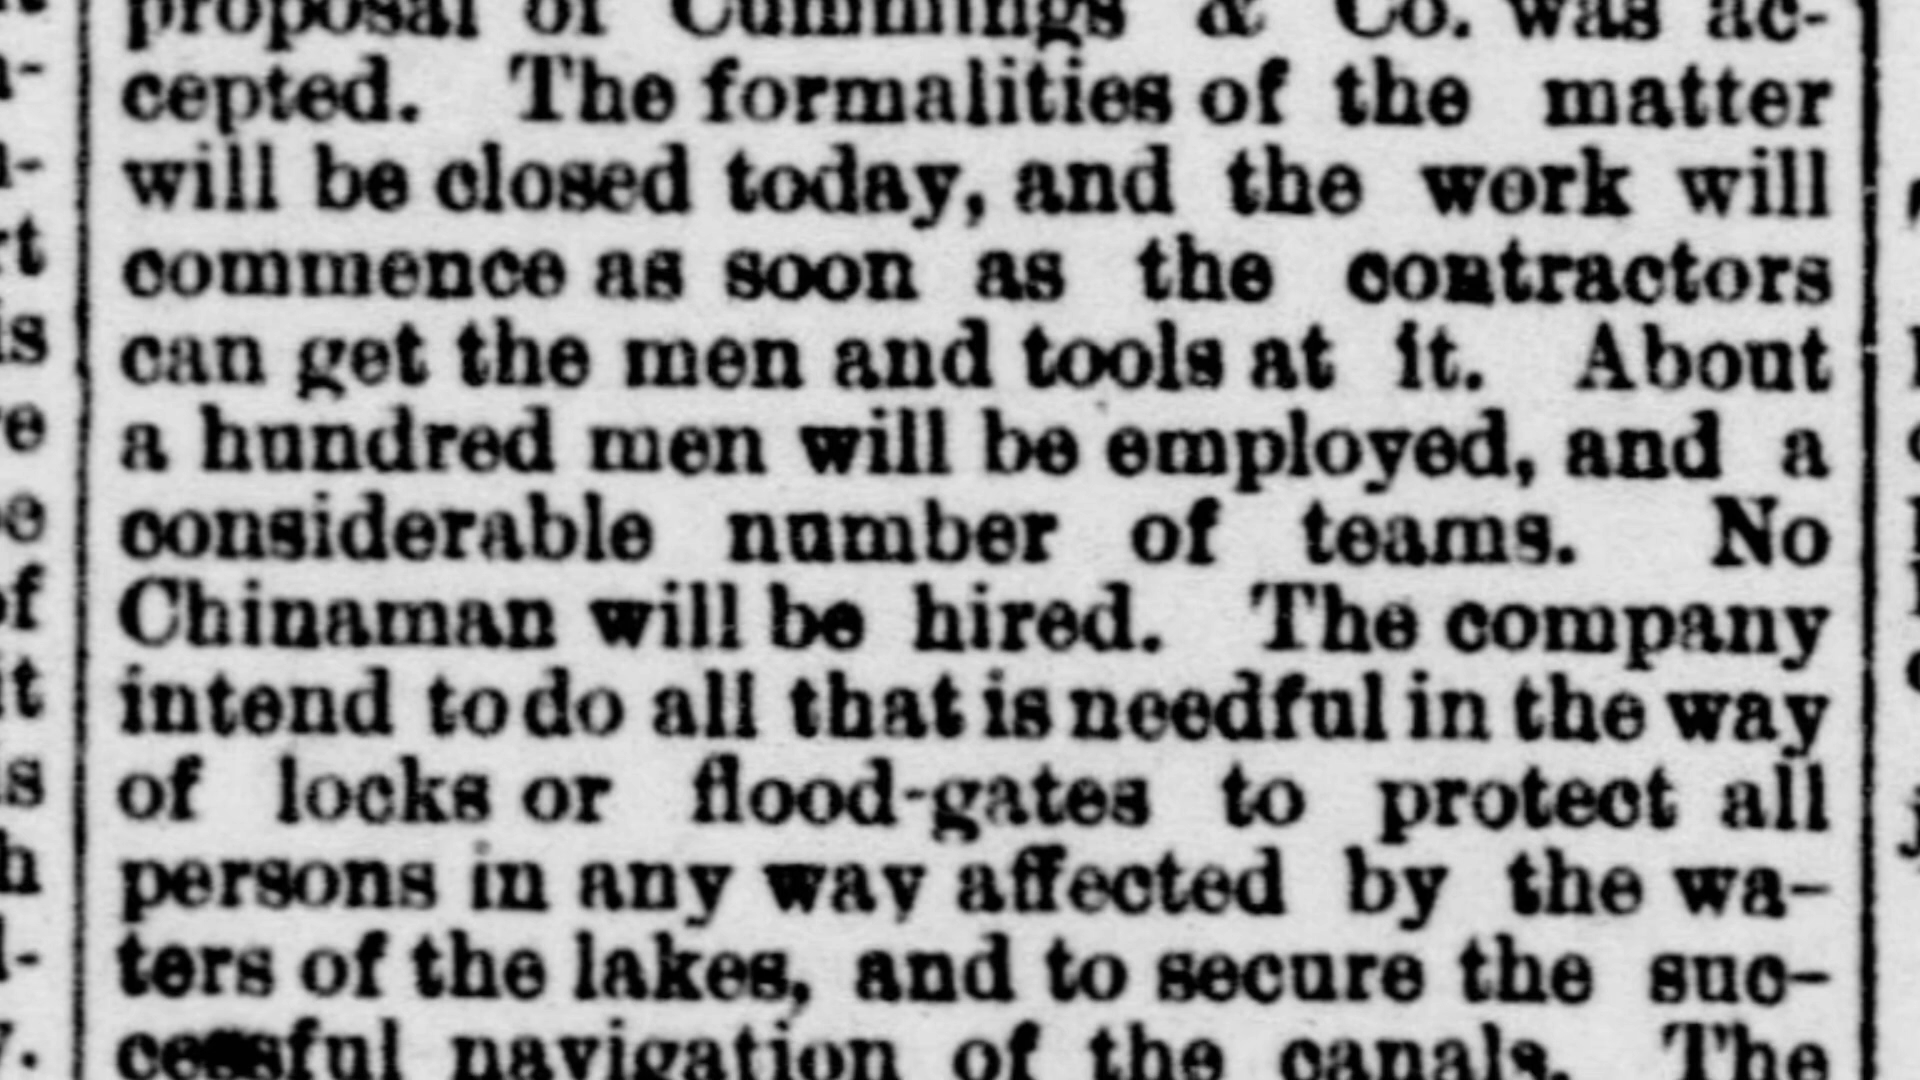 proposal of Cummings & Co. was ac-
cepted. The formalities of the matter
will be closed today, and the work will
commence as soon as the contractors
can get the men and tools at it. About
a hundred men will be employed, and a
considerable number of teams. No
Chinaman will be hired. The company
intend to do all that is needful in the way
of locks or flood-gates to protect all
persons in any way affected by the wa-
ters of the lakes, and to secure the suc-
cessful navigation of the canals. The